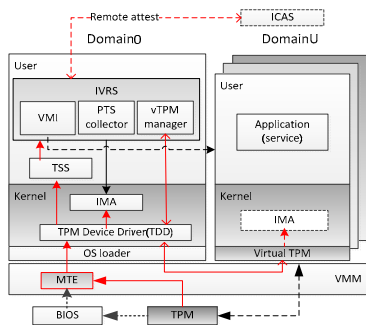 Remote attest
ICAS
Domain0
DomainU
User
IVRS
VMI
PTS
collector
vTPM
manager
TSS
User
Application
(service)
Kernel
IMA
TPM Device Driver(TDD)
OS loader
Kernel
IMA
Virtual TPM
MTE
VMM
BIOS
TPM